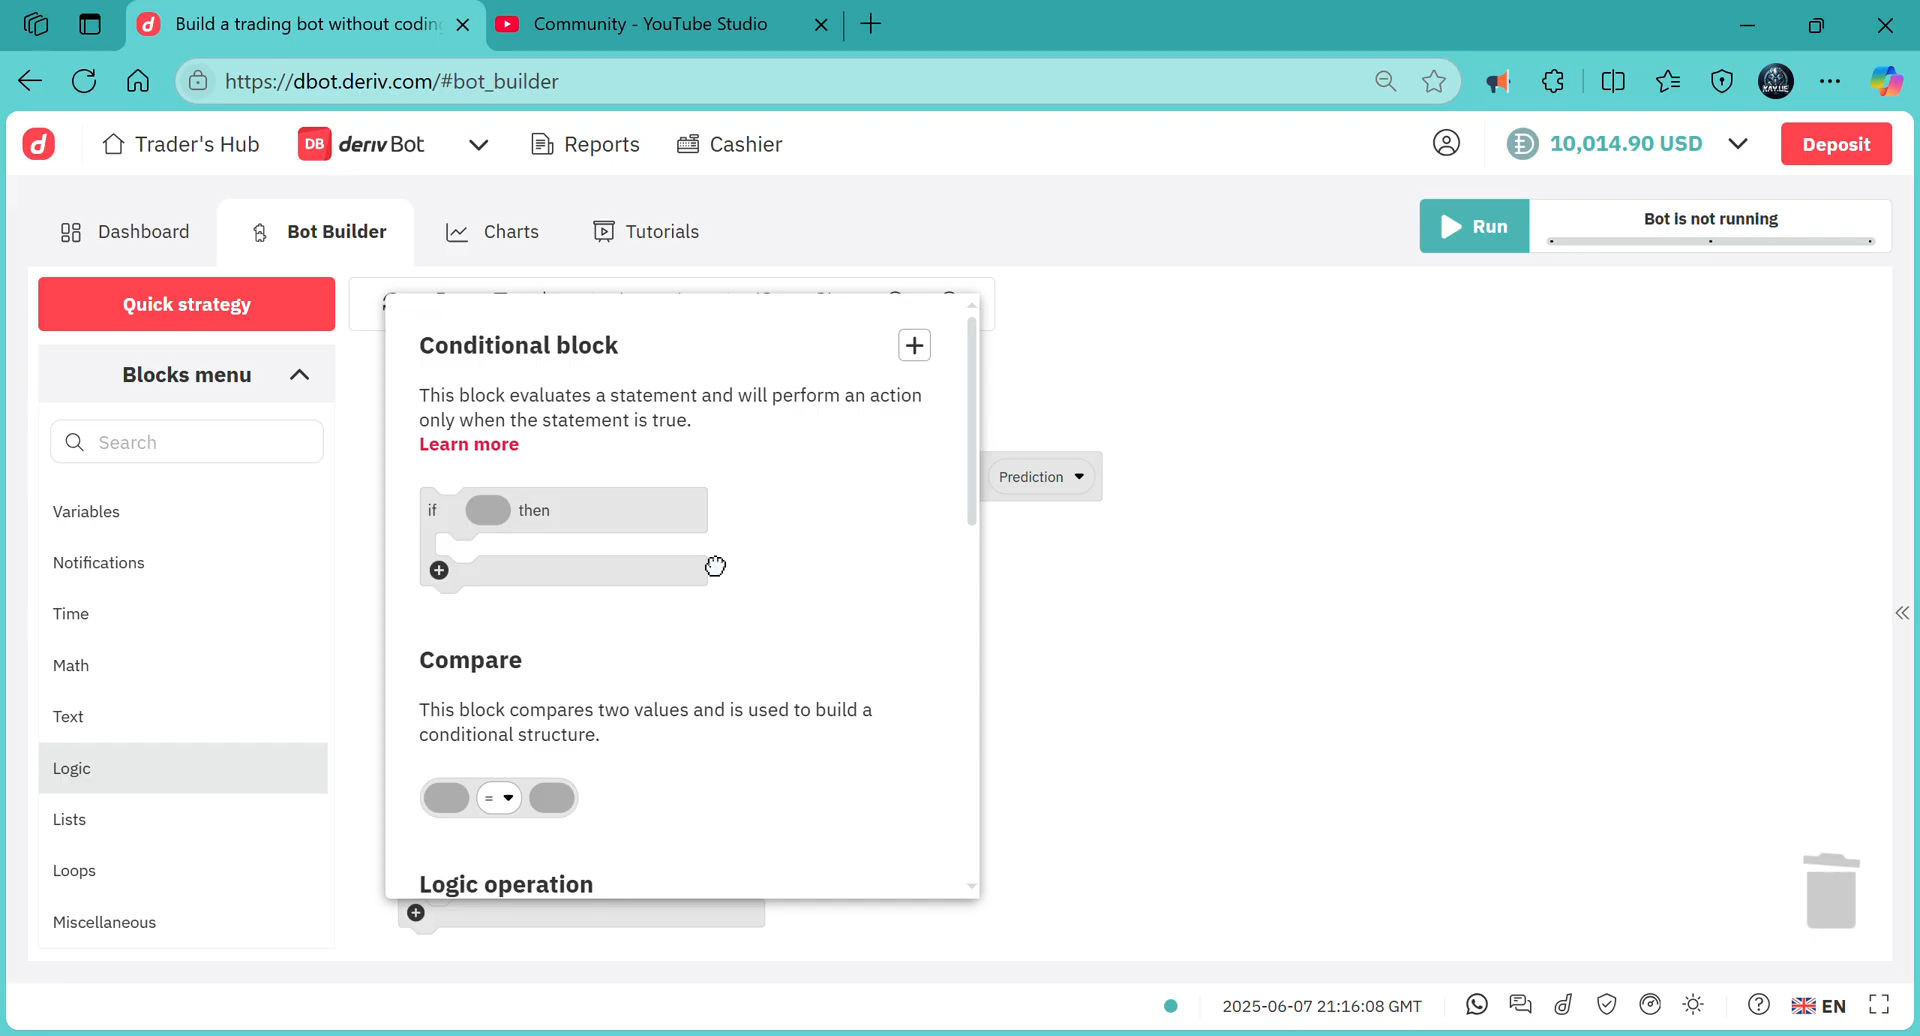 Build a trading bot without codin
Community - YouTube Studio
https://dbot.deriv.com/#bot_builder
Trader's Hub
DB deriv Bot
Reports
Cashier
10,014.90 USD
Deposit
Dashboard
Bot Builder
Charts
Tutorials
Run
Bot is not running
Quick strategy
Blocks menu
Search
Variables
Notifications
Time
Math
Text
Logic
Lists
Loops
Miscellaneous
Conditional block
This block evaluates a statement and will perform an action
only when the statement is true.
Learn more
if then
Compare
This block compares two values and is used to build a
conditional structure.
=
Logic operation
Prediction
2025-06-07 21:16:08 GMT
EN